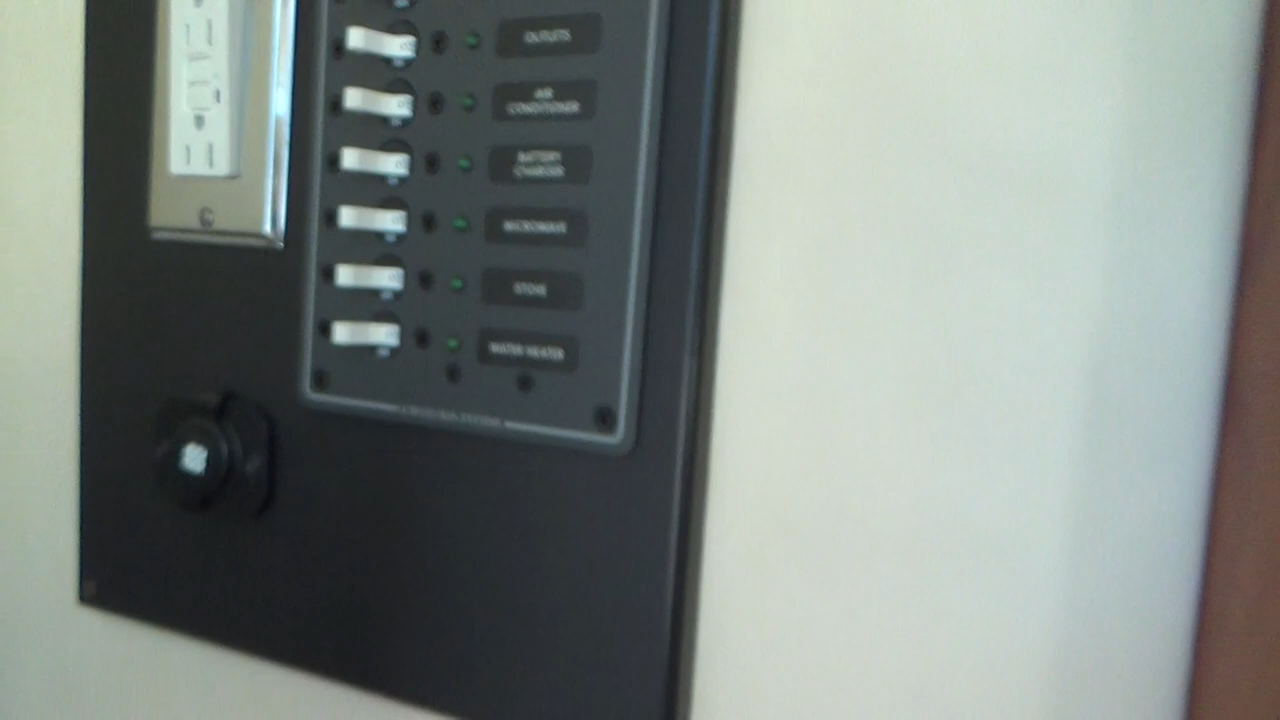 OUTLETS
AIR
CONDITIONER
BATTERY
CHARGER
MICROWAVE
STOVE
WATER HEATER